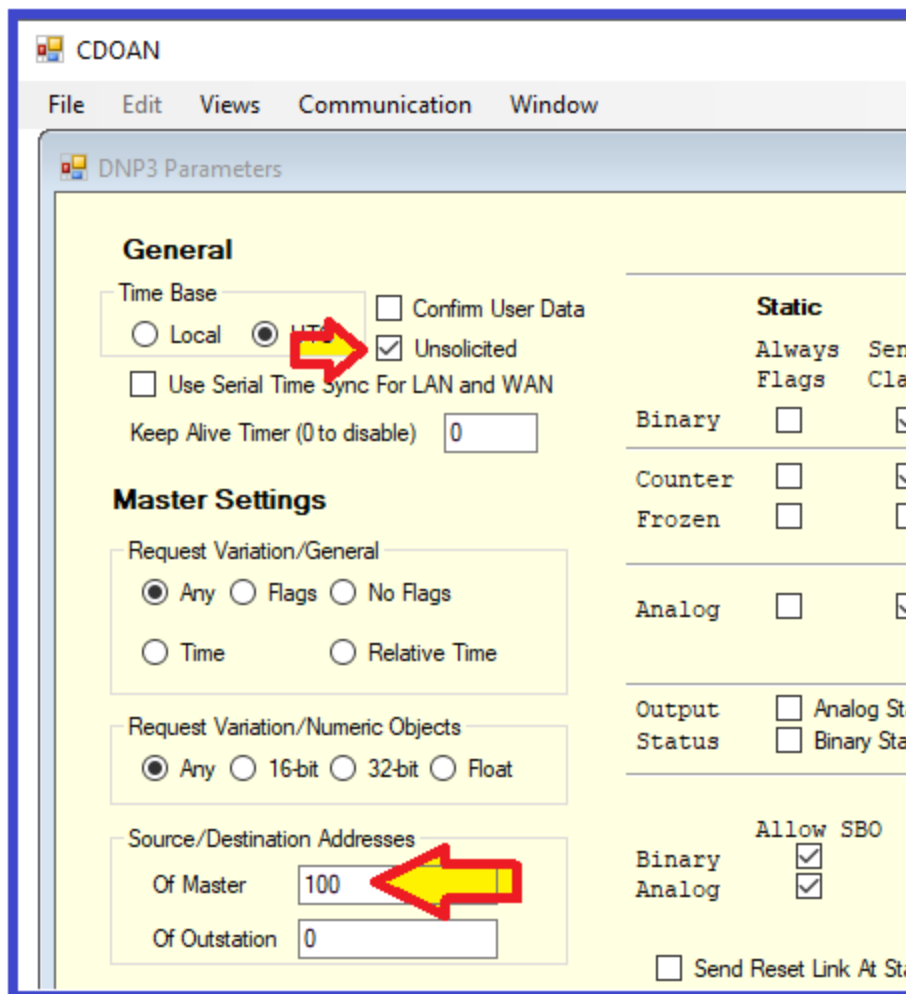 CDOAN
File Edit Views Communication Window
DNP3 Parameters
General
Time Base
Local
Confirm User Data
Unsolicited
Use Serial Time Sync For LAN and WAN
Keep Alive Timer (0 to disable) 0
Master Settings
Request Variation/General
Any Flags No Flags
Time Relative Time
Request Variation/Numeric Objects
Any 16-bit 32-bit Float
Source/Destination Addresses
Of Master 100
Of Outstation 0
Static
Always
Flags
Binary
Counter
Frozen
Analog
Output Analog
Status Binary
Allow SBO
Binary
Analog
Send Reset Link At